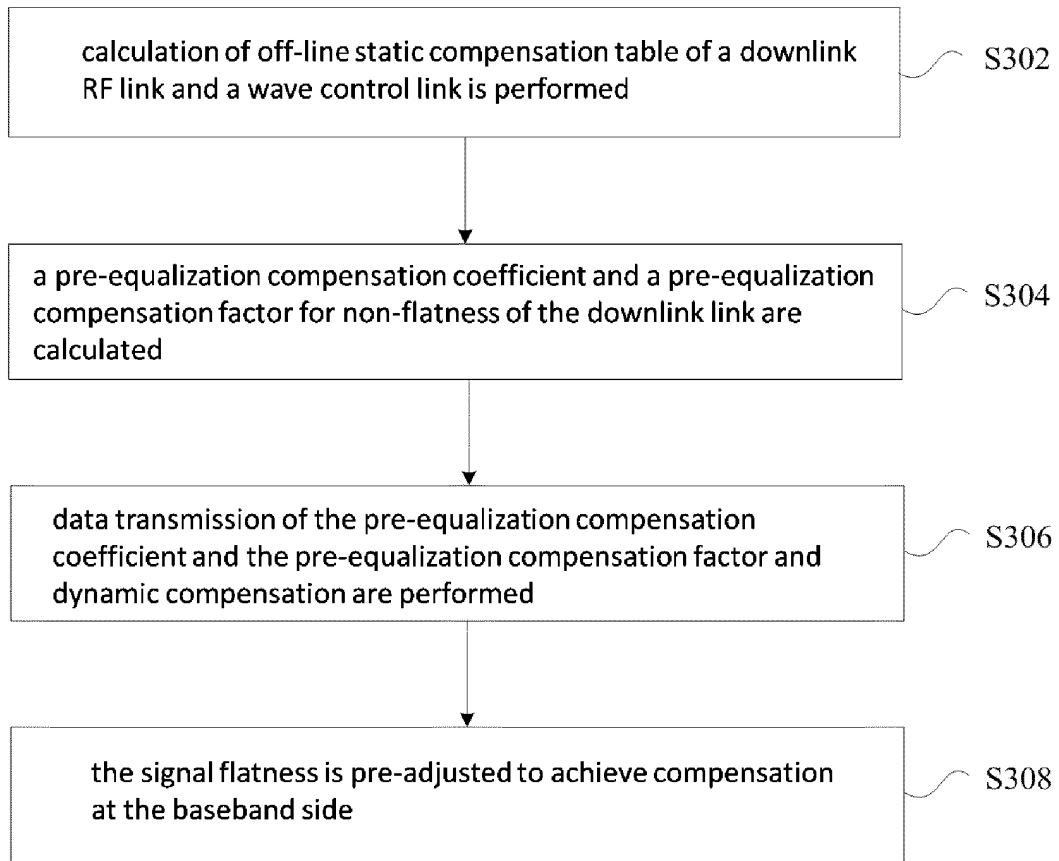 calculation of off-line static compensation table of a downlink
RF link and a wave control link is performed
S302
a pre-equalization compensation coefficient and a pre-equalization
compensation factor for non-flatness of the downlink link are
calculated
S304
data transmission of the pre-equalization compensation
coefficient and the pre-equalization compensation factor and
dynamic compensation are performed
S306
the signal flatness is pre-adjusted to achieve compensation
at the baseband side
S308